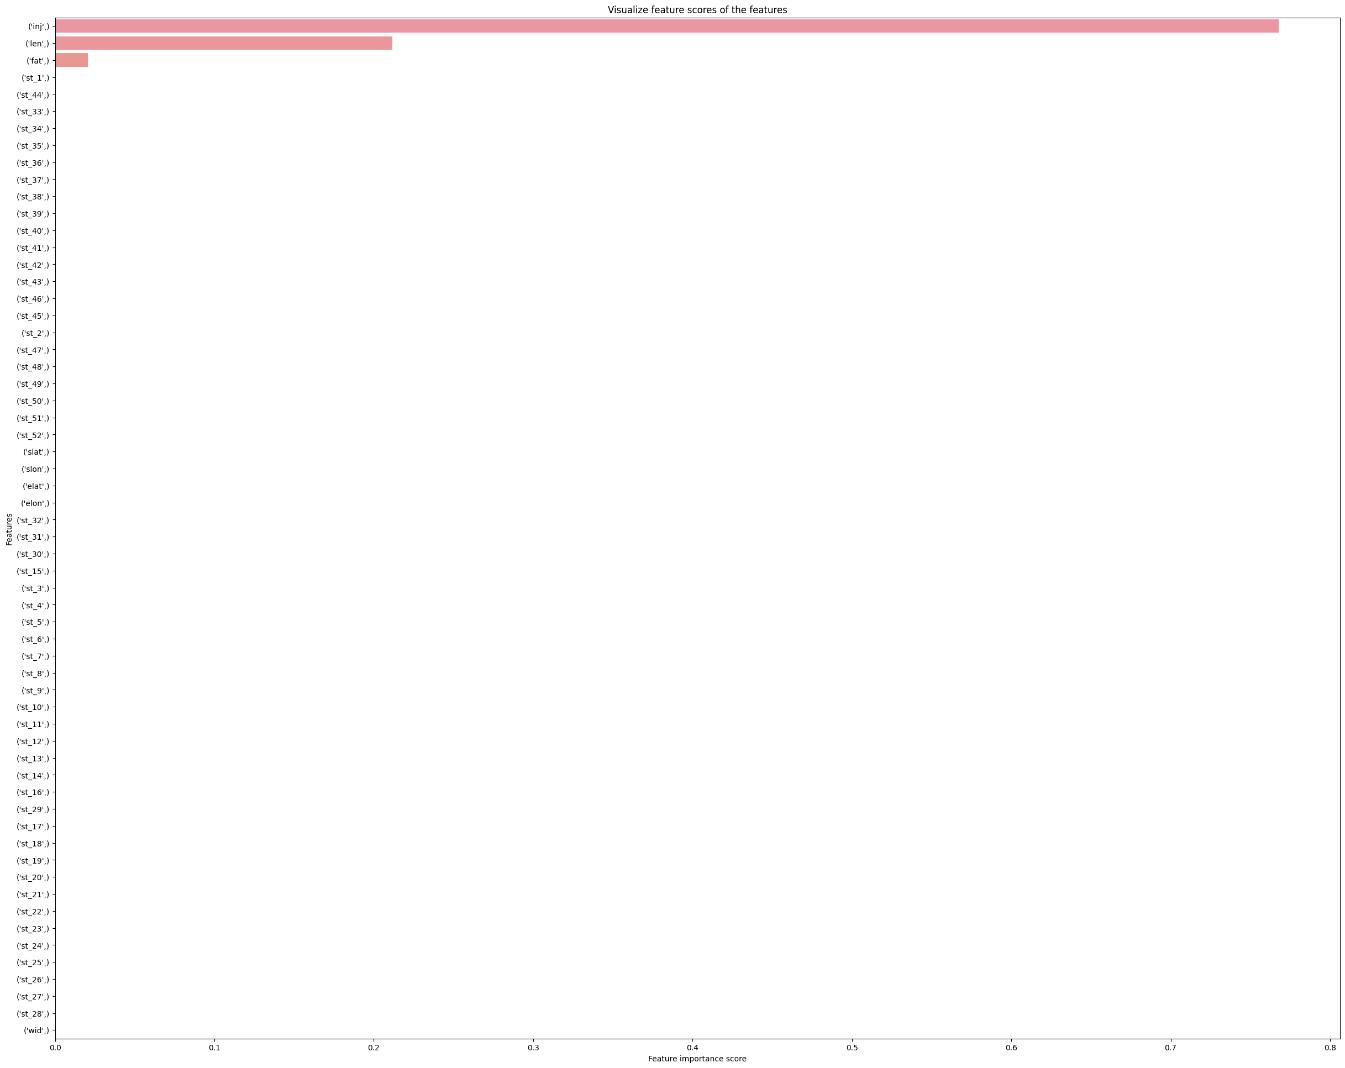 Visualize feature scores of the features
('inj',)
('len',)
('fat',)
('st_1',)
('st_44',)
('st_33',)
('st_34',)
('st_35',)
('st_36',)
('st_37',)
('st_38',)
('st_39',)
('st_40',)
('st_41',)
('st_42',)
('st_43',)
('st_46',)
('st_45',)
('st_2',)
('st_47',)
('st_48',)
('st_49',)
('st_50',)
('st_51',)
('st_52',)
('slat',)
('slon',)
('elat',)
('elon',)
('st_32',)
('st_31',)
('st_30',)
('st_15',)
('st_3',)
('st_4',)
('st_5',)
('st_6',)
('st_7',)
('st_8',)
('st_9',)
('st_10',)
('st_11',)
('st_12',)
('st_13',)
('st_14',)
('st_16',)
('st_29',)
('st_17',)
('st_18',)
('st_19',)
('st_20',)
('st_21',)
('st_22',)
('st_23',)
('st_24',)
('st_25',)
('st_26',)
('st_27',)
('st_28',)
('wid',)
Features
0.0 0.1 0.2 0.3 0.4 0.5 0.6 0.7 0.8
Feature importance score